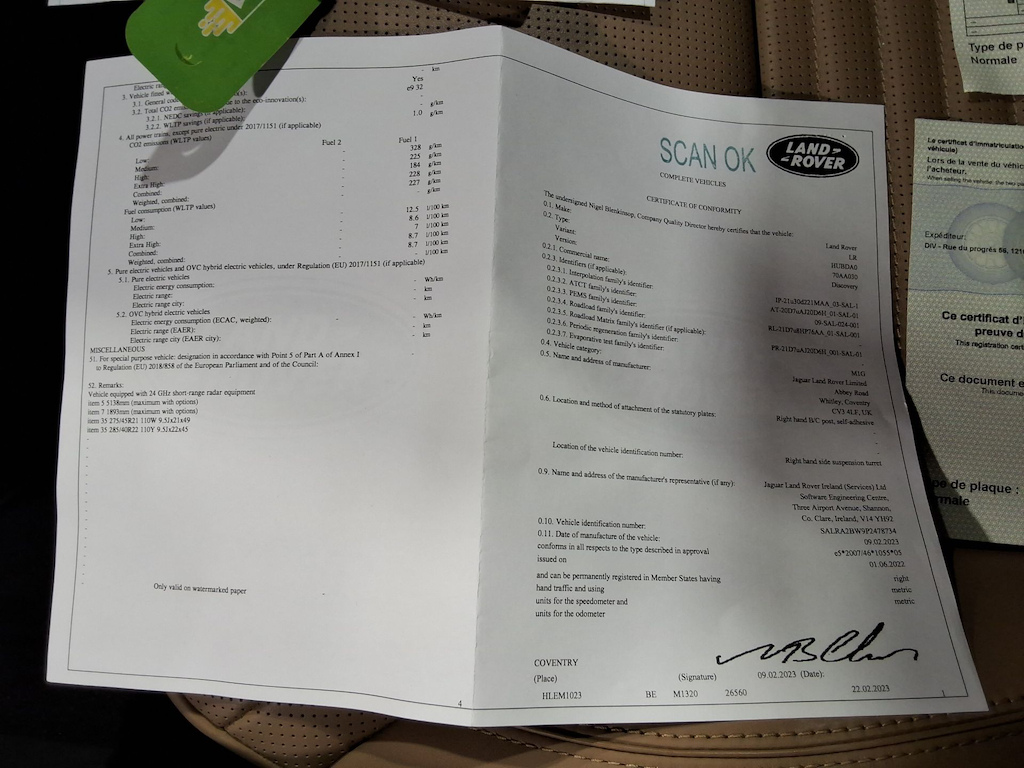 km
Yes
e9 32
3. Vehicle fitted
3.1. General
to the eco-innovation(s):
3.2. Total CO2
3.2.1. NEDC savings (if applicable):
3.2.2. WLTP savings (if applicable):
- g/km
1.0 g/km
4. All power trains, except pure electric under 2017/1151 (if applicable)
CO2 emissions (WLTP values)
Fuel 2 Fuel 1
Low: - 328 g/km
Medium: - 225 g/km
High: - 184 g/km
Extra High: - 228 g/km
Combined: - 227 g/km
Weighted, combined: - g/km
Fuel consumption (WLTP values)
Low: - 12.5 l/100 km
Medium: - 8.6 l/100 km
High: - 7 l/100 km
Extra High: - 8.7 l/100 km
Combined: - 8.7 l/100 km
Weighted, combined: - l/100 km
5. Pure electric vehicles and OVC hybrid electric vehicles, under Regulation (EU) 2017/1151 (if applicable)
5.1. Pure electric vehicles
Electric energy consumption: - Wh/km
Electric range: - km
Electric range city: - km
5.2. OVC hybrid electric vehicles
Electric energy consumption (ECAC, weighted): - Wh/km
Electric range (EAER): - km
Electric range city (EAER city): - km
MISCELLANEOUS
51. For special purpose vehicle: designation in accordance with Point 5 of Part A of Annex I -
to Regulation (EU) 2018/858 of the European Parliament and of the Council:
52. Remarks:
Vehicle equipped with 24 GHz short-range radar equipment
item 5 5138mm (maximum with options)
item 7 1893mm (maximum with options)
item 35 275/45R21 110W 9.5Jx21x49
item 35 285/40R22 110Y 9.5Jx22x45
Only valid on watermarked paper
4
SCAN OK
LAND-
-ROVER
COMPLETE VEHICLES
CERTIFICATE OF CONFORMITY
The undersigned Nigel Blenkinsop, Company Quality Director hereby certifies that the vehicle:
0.1. Make: Land Rover
0.2. Type: LR
Variant: HUBDA0
Version: 70AA020
0.2.1. Commercial name: Discovery
0.2.3. Identifiers (if applicable):
0.2.3.1. Interpolation family's identifier:
0.2.3.2. ATCT family's identifier:
0.2.3.3. PEMS family's identifier: 09-SAL-024-001
0.2.3.4. Roadload family's identifier:
0.2.3.5. Roadload Matrix family's identifier (if applicable): -
0.2.3.6. Periodic regeneration family's identifier:
0.2.3.7. Evaporative test family's identifier: -
0.4. Vehicle category: M1G
0.5. Name and address of manufacturer: Jaguar Land Rover Limited
Abbey Road
Whitley, Coventry
CV3 4LF, UK
0.6. Location and method of attachment of the statutory plates: Right hand B/C post, self-adhesive
Location of the vehicle identification number: Right hand side suspension turret
0.9. Name and address of the manufacturer's representative (if any): Jaguar Land Rover Ireland (Services) Ltd
Software Engineering Centre,
Three Airport Avenue, Shannon,
Co. Clare, Ireland, V14 YH92
0.10. Vehicle identification number: SALRA2BW9P2478734
0.11. Date of manufacture of the vehicle: 09.02.2023
conforms in all respects to the type described in approval e5*2007/46*1055*05
issued on 01.06.2022
and can be permanently registered in Member States having right
hand traffic and using metric
units for the speedometer and metric
units for the odometer
COVENTRY
(Place) (Signature) 09.02.2023 (Date):
HLEM1023 BE M1320 26560 22.02.2023
1
Type de p
Normale
Le certificat d'immatriculatio
véhicule)
Lors de la vente du véhic
l'acheteur.
Expéditeur:
DIV - Rue du progrès 56, 121
Ce certificat d'i
preuve d
This registration cert
Ce document e
This docume
pe de plaque :
rmale